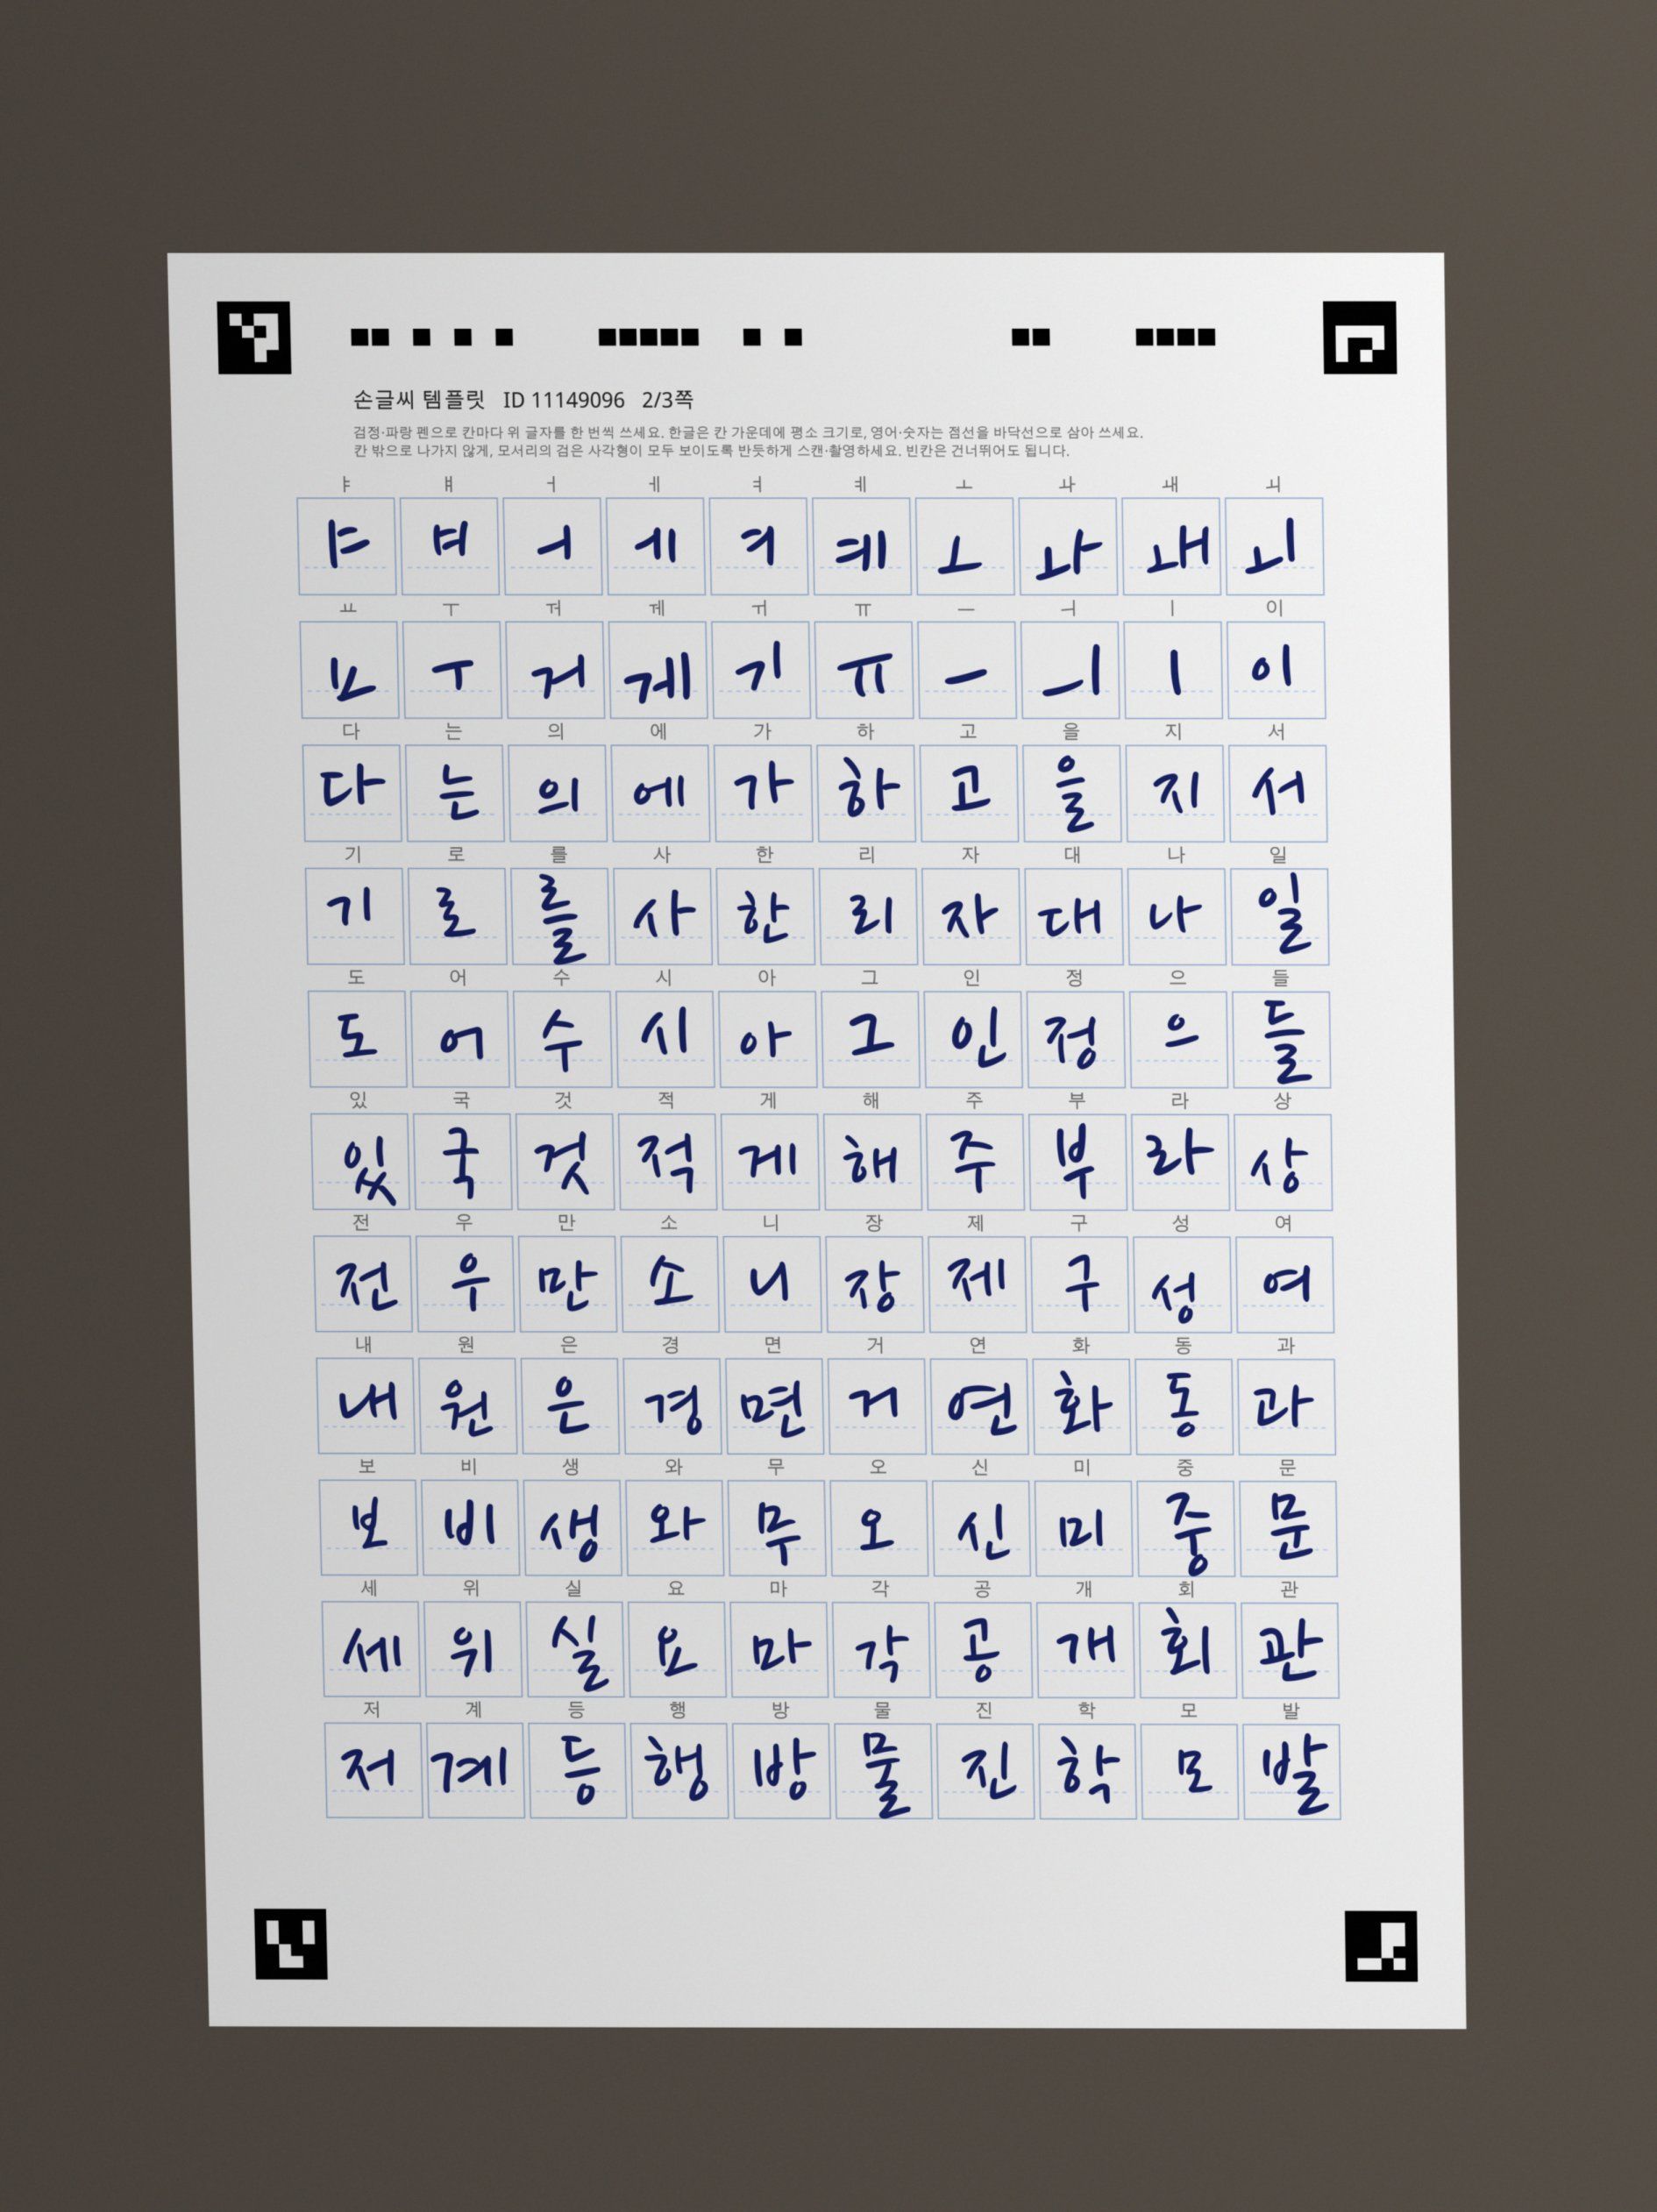 손글씨 템플릿 ID 11149096 2/3쪽
검정·파랑 펜으로 칸마다 위 글자를 한 번씩 쓰세요. 한글은 칸 가운데에 평소 크기로, 영어·숫자는 점선을 바닥선으로 삼아 쓰세요.
칸 밖으로 나가지 않게, 모서리의 검은 사각형이 모두 보이도록 반듯하게 스캔·촬영하세요. 빈칸은 건너뛰어도 됩니다.
ㅑ ㅒ ㅓ ㅔ ㅕ ㅖ ㅗ ㅘ ㅙ ㅚ
ㅑ ㅒ ㅓ ㅔ ㅕ ㅖ ㅗ ㅘ ㅙ ㅚ
ㅛ ㅜ ㅝ ㅞ ㅟ ㅠ ㅡ ㅢ ㅣ 이
ㅛ ㅜ ㅝ ㅞ ㅟ ㅠ ㅡ ㅢ ㅣ 이
다 는 의 에 가 하 고 을 지 서
다 는 의 에 가 하 고 을 지 서
기 로 를 사 한 리 자 대 나 일
기 로 를 사 한 리 자 대 나 일
도 어 수 시 아 그 인 정 으 들
도 어 수 시 아 그 인 정 으 들
있 국 것 적 게 해 주 부 라 상
있 국 것 적 게 해 주 부 라 상
전 우 만 소 니 장 제 구 성 여
전 우 만 소 니 장 제 구 성 여
내 원 은 경 면 거 연 화 동 과
내 원 은 경 면 거 연 화 동 과
보 비 생 와 무 오 신 미 중 문
보 비 생 와 무 오 신 미 중 문
세 위 실 요 마 각 공 개 회 관
세 위 실 요 마 각 공 개 회 관
저 계 등 행 방 물 진 학 모 발
저 계 등 행 방 물 진 학 모 발